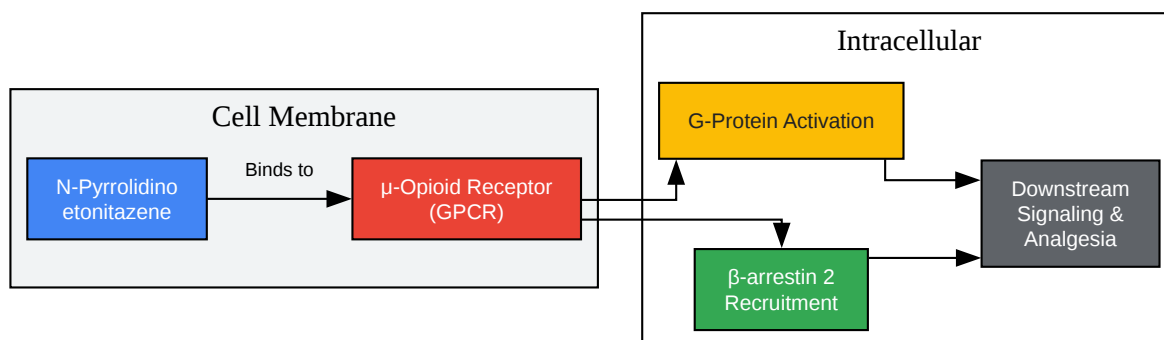 Cell Membrane
N-Pyrrolidino
etonitazene
Binds to
μ-Opioid Receptor
(GPCR)
Intracellular
G-Protein Activation
β-arrestin 2
Recruitment
Downstream
Signaling &
Analgesia